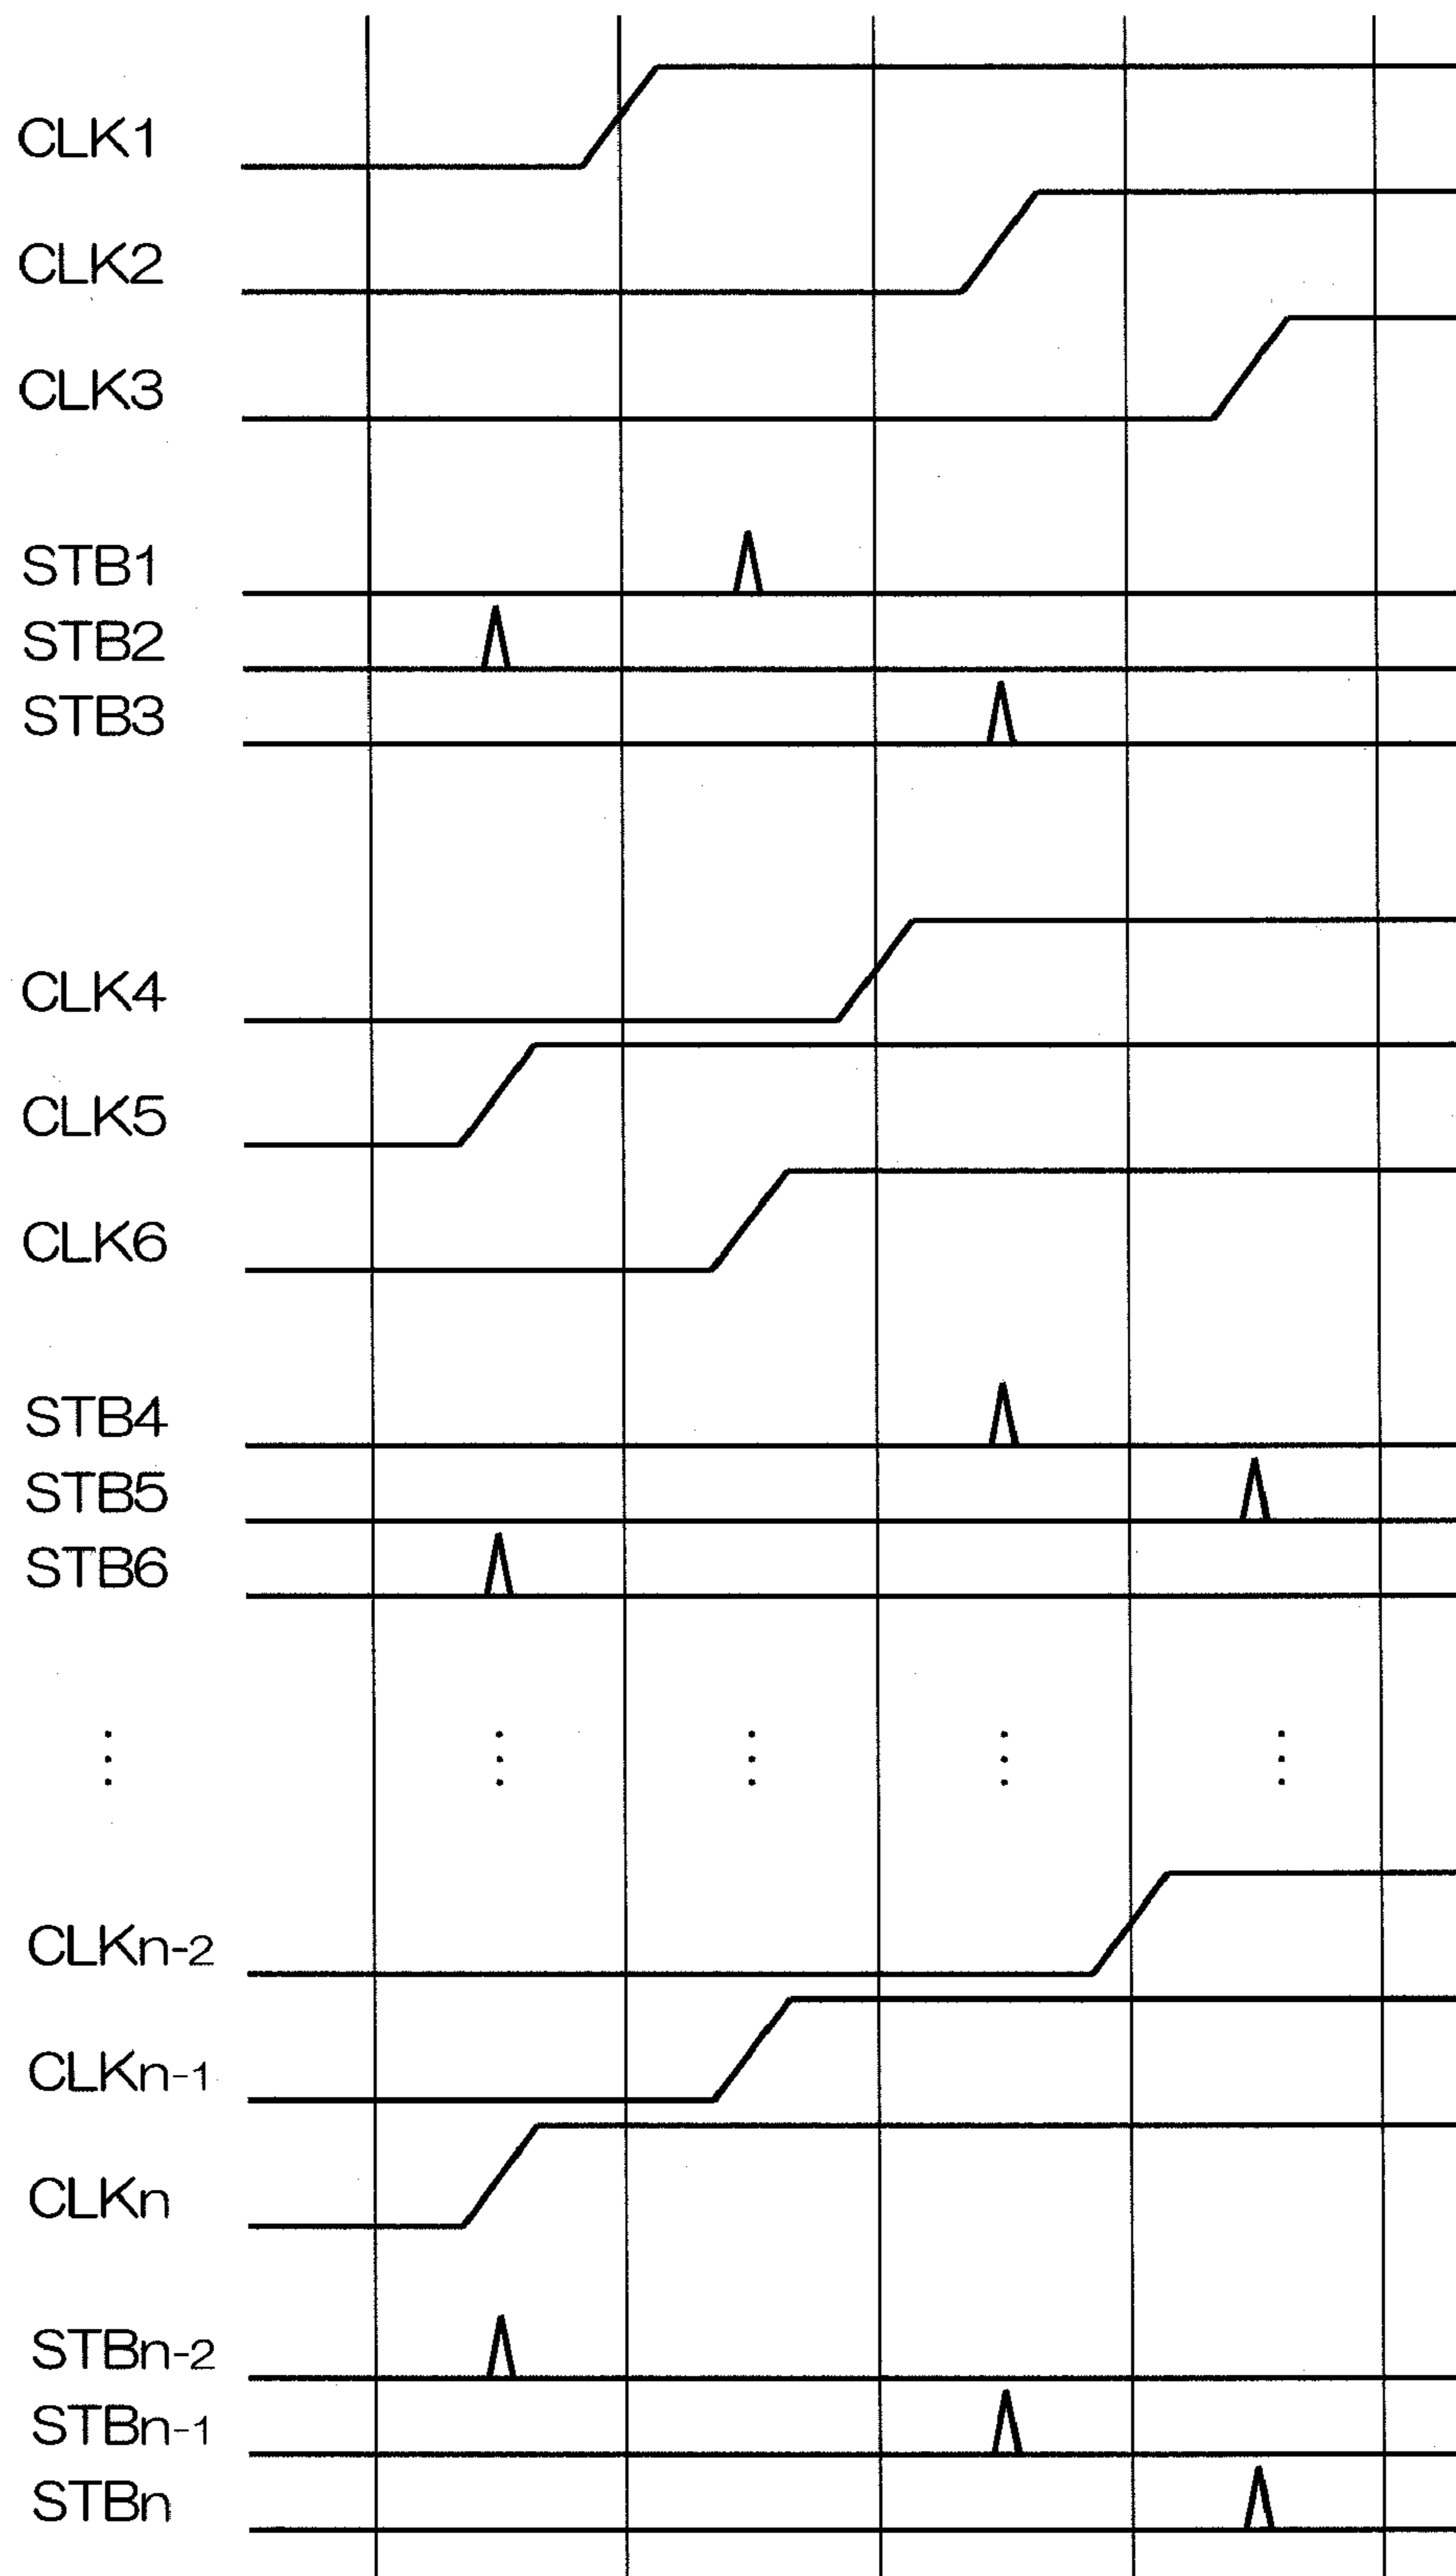 CLK1
CLK2
CLK3
STB1
STB2
STB3
CLK4
CLK5
CLK6
STB4
STB5
STB6
CLKn-2
CLKn-1
CLKn
STBn-2
STBn-1
STBn